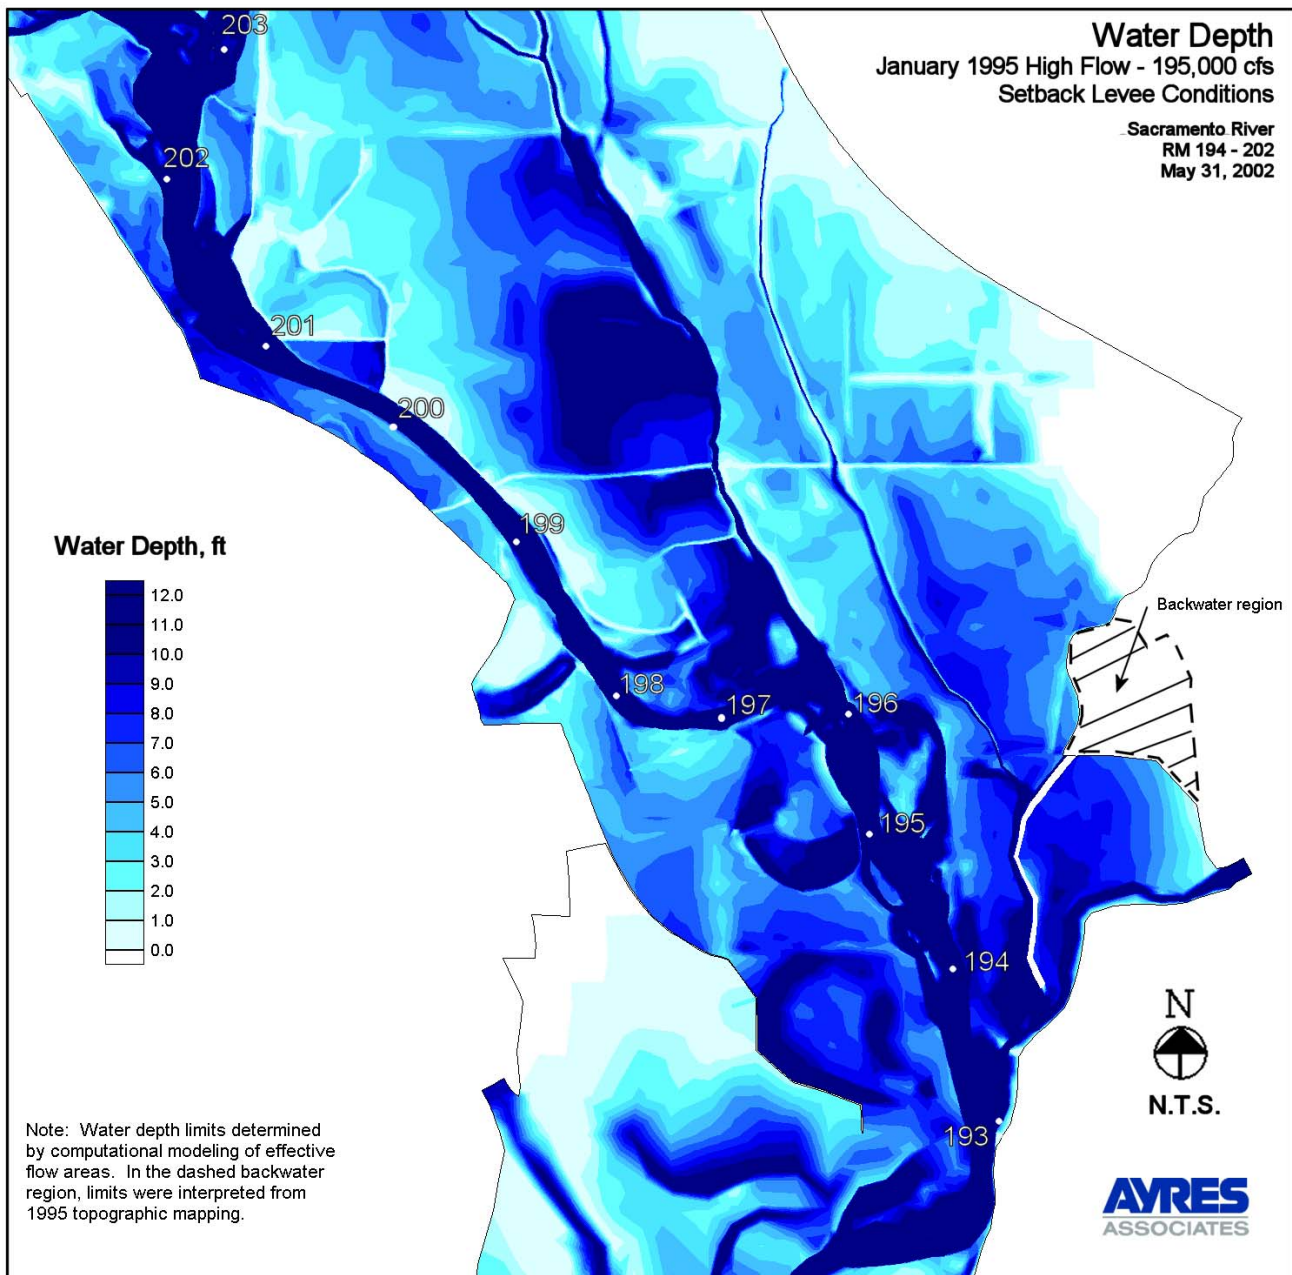 Water Depth
January 1995 High Flow - 195,000 cfs
Setback Levee Conditions
Sacramento River
RM 194 - 202
May 31, 2002
203
202
201
200
199
198
197
196
195
194
193
Backwater region
Water Depth, ft
12.0
11.0
10.0
9.0
8.0
7.0
6.0
5.0
4.0
3.0
2.0
1.0
0.0
N
N.T.S.
Note: Water depth limits determined
by computational modeling of effective
flow areas. In the dashed backwater
region, limits were interpreted from
1995 topographic mapping.
AYRES
ASSOCIATES